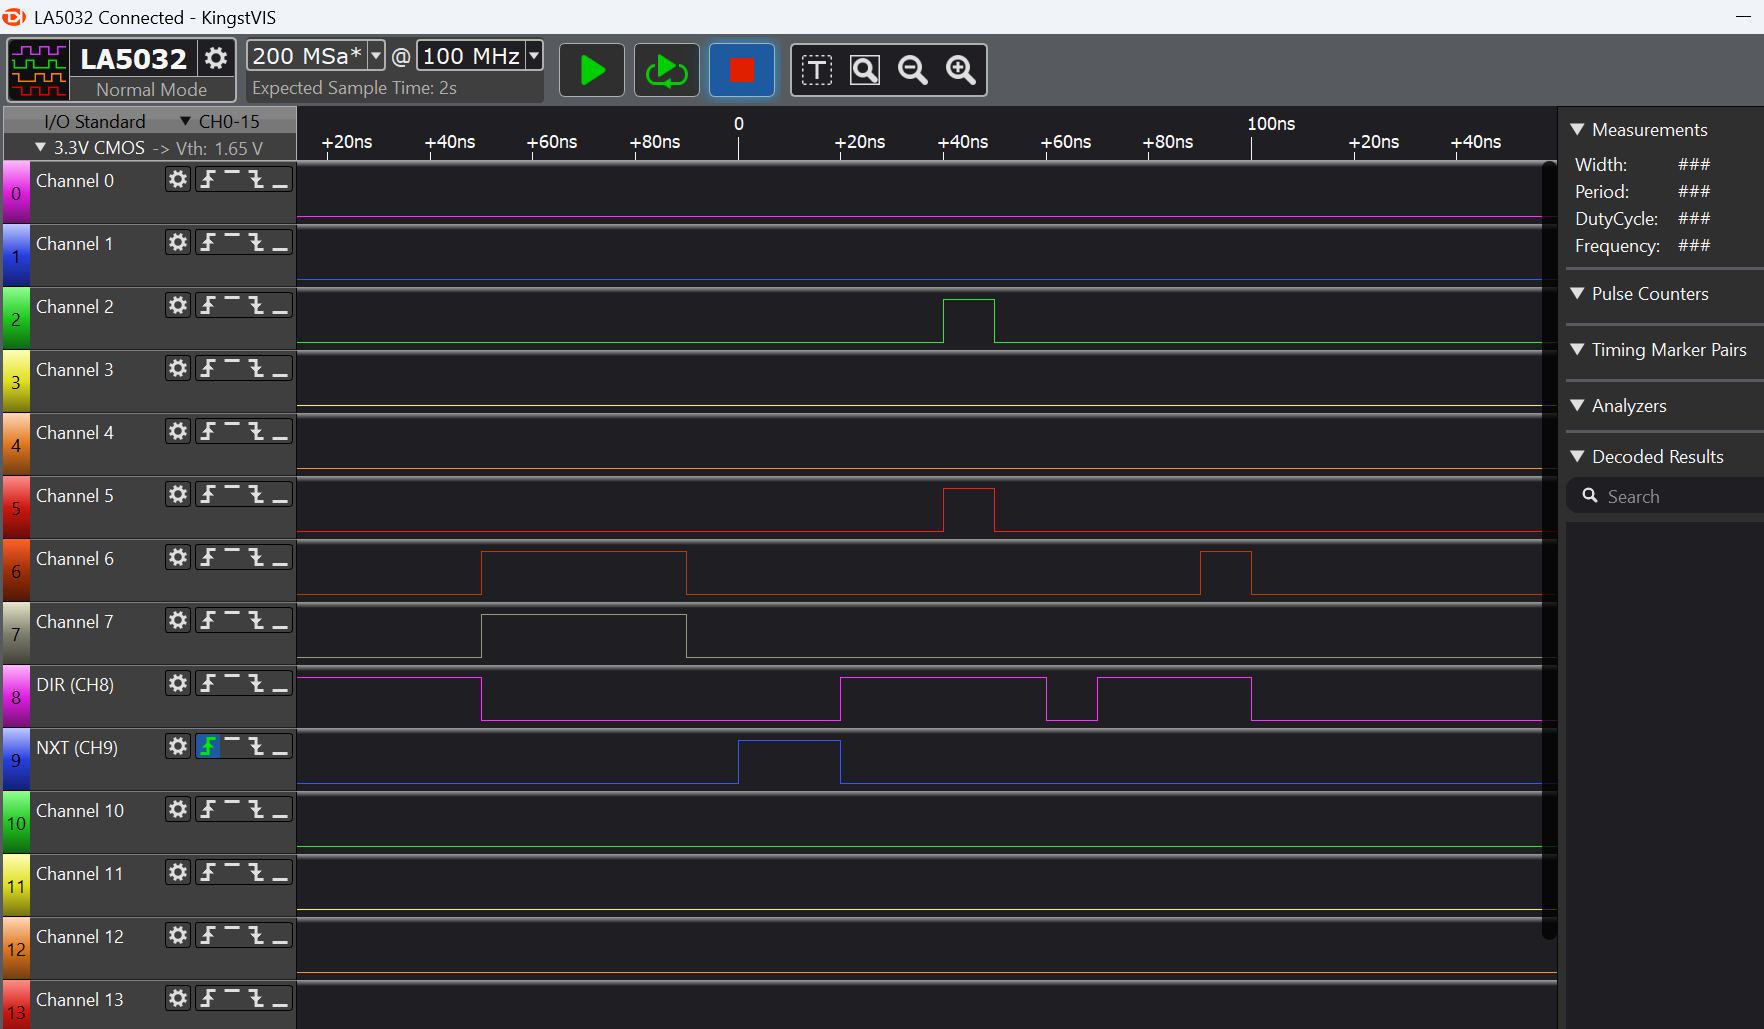 LA5032 Connected - KingstVIS
LA5032
Normal Mode
200 MSa* @ 100 MHz
Expected Sample Time: 2s
T
I/O Standard CH0-15
3.3V CMOS -> Vth: 1.65 V
0 100ns
+20ns +40ns +60ns +80ns +20ns +40ns +60ns +80ns +20ns +40ns
0 Channel 0
1 Channel 1
2 Channel 2
3 Channel 3
4 Channel 4
5 Channel 5
6 Channel 6
7 Channel 7
8 DIR (CH8)
9 NXT (CH9)
10 Channel 10
11 Channel 11
12 Channel 12
13 Channel 13
Measurements
Width: ###
Period: ###
DutyCycle: ###
Frequency: ###
Pulse Counters
Timing Marker Pairs
Analyzers
Decoded Results
Search